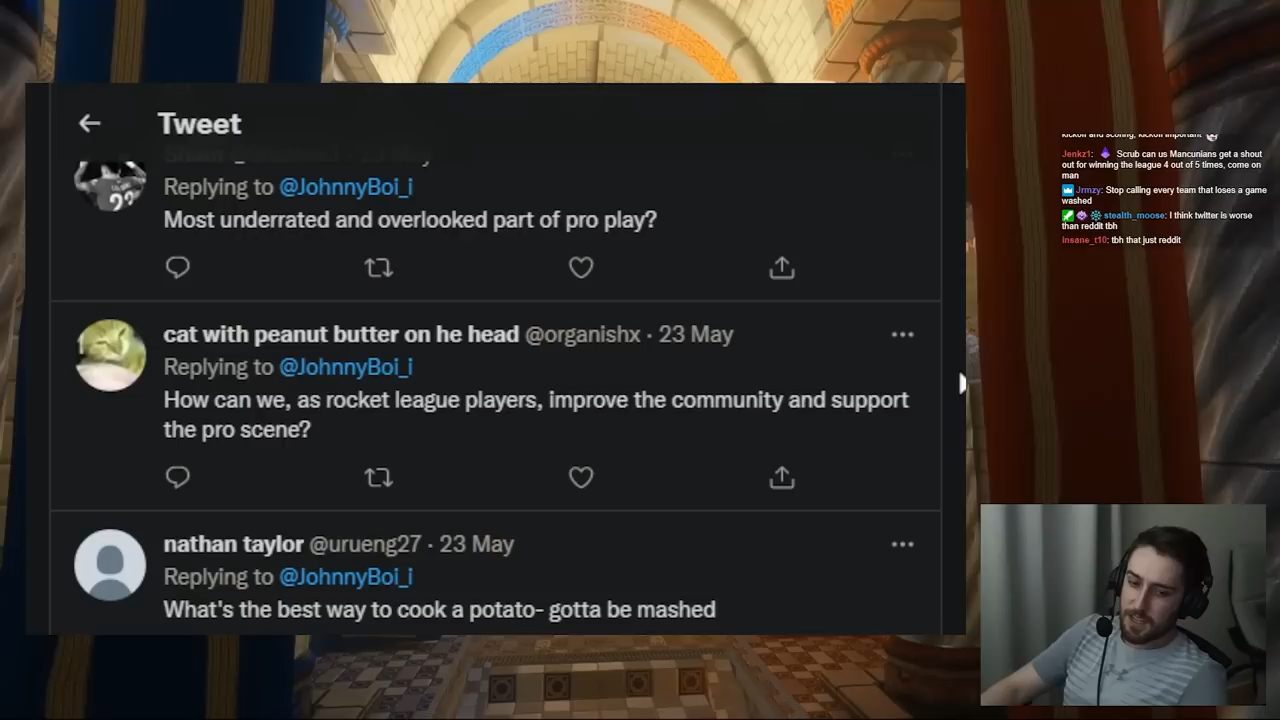 Tweet
Replying to @JohnnyBoi_i
Most underrated and overlooked part of pro play?
cat with peanut butter on he head @organishx · 23 May
Replying to @JohnnyBoi_i
How can we, as rocket league players, improve the community and support
the pro scene?
nathan taylor @urueng27 · 23 May
Replying to @JohnnyBoi_i
What's the best way to cook a potato- gotta be mashed
kickoff and scoring, kickoff important
Jenkz1: Scrub can us Mancunians get a shout
out for winning the league 4 out of 5 times, come on
man
Jrmzy: Stop calling every team that loses a game
washed
stealth_moose: I think twitter is worse
than reddit tbh
insane_t10: tbh that just reddit